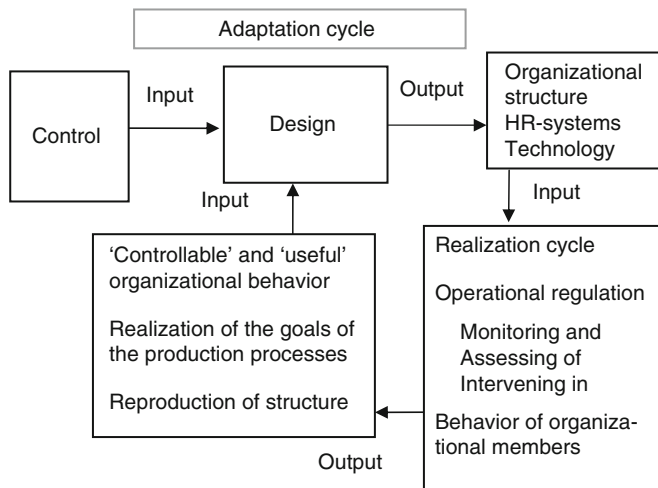 Adaptation cycle
Control
Input
Design
Output
Organizational
structure
HR-systems
Technology
Input
Input
‘Controllable’ and ‘useful’
organizational behavior
Realization of the goals of
the production processes
Reproduction of structure
Realization cycle
Operational regulation
Monitoring and
Assessing of
Intervening in
Behavior of organiza-
tional members
Output